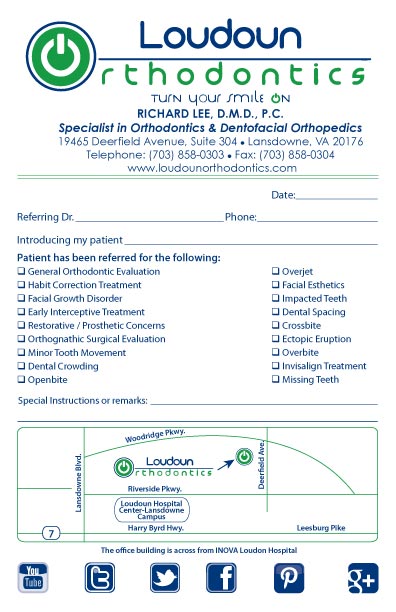 Loudoun
rthodontics
TURN YOUR SMILE ON
RICHARD LEE, D.M.D., P.C.
Specialist in Orthodontics & Dentofacial Orthopedics
19465 Deerfield Avenue, Suite 304 • Lansdowne, VA 20176
Telephone: (703) 858-0303 • Fax: (703) 858-0304
www.loudounorthodontics.com
Date:
Referring Dr. Phone:
Introducing my patient
Patient has been referred for the following:
❑ General Orthodontic Evaluation
❑ Habit Correction Treatment
❑ Facial Growth Disorder
❑ Early Interceptive Treatment
❑ Restorative / Prosthetic Concerns
❑ Orthognathic Surgical Evaluation
❑ Minor Tooth Movement
❑ Dental Crowding
❑ Openbite
❑ Overjet
❑ Facial Esthetics
❑ Impacted Teeth
❑ Dental Spacing
❑ Crossbite
❑ Ectopic Eruption
❑ Overbite
❑ Invisalign Treatment
❑ Missing Teeth
Special Instructions or remarks:
Woodridge Pkwy.
Lansdowne Blvd.
Loudoun
rthodontics
Deerfield Ave.
Riverside Pkwy.
Loudoun Hospital
Center-Lansdowne
Campus
7
Harry Byrd Hwy.
Leesburg Pike
The office building is across from INOVA Loudon Hospital
You
Tube
t
f
P
g+